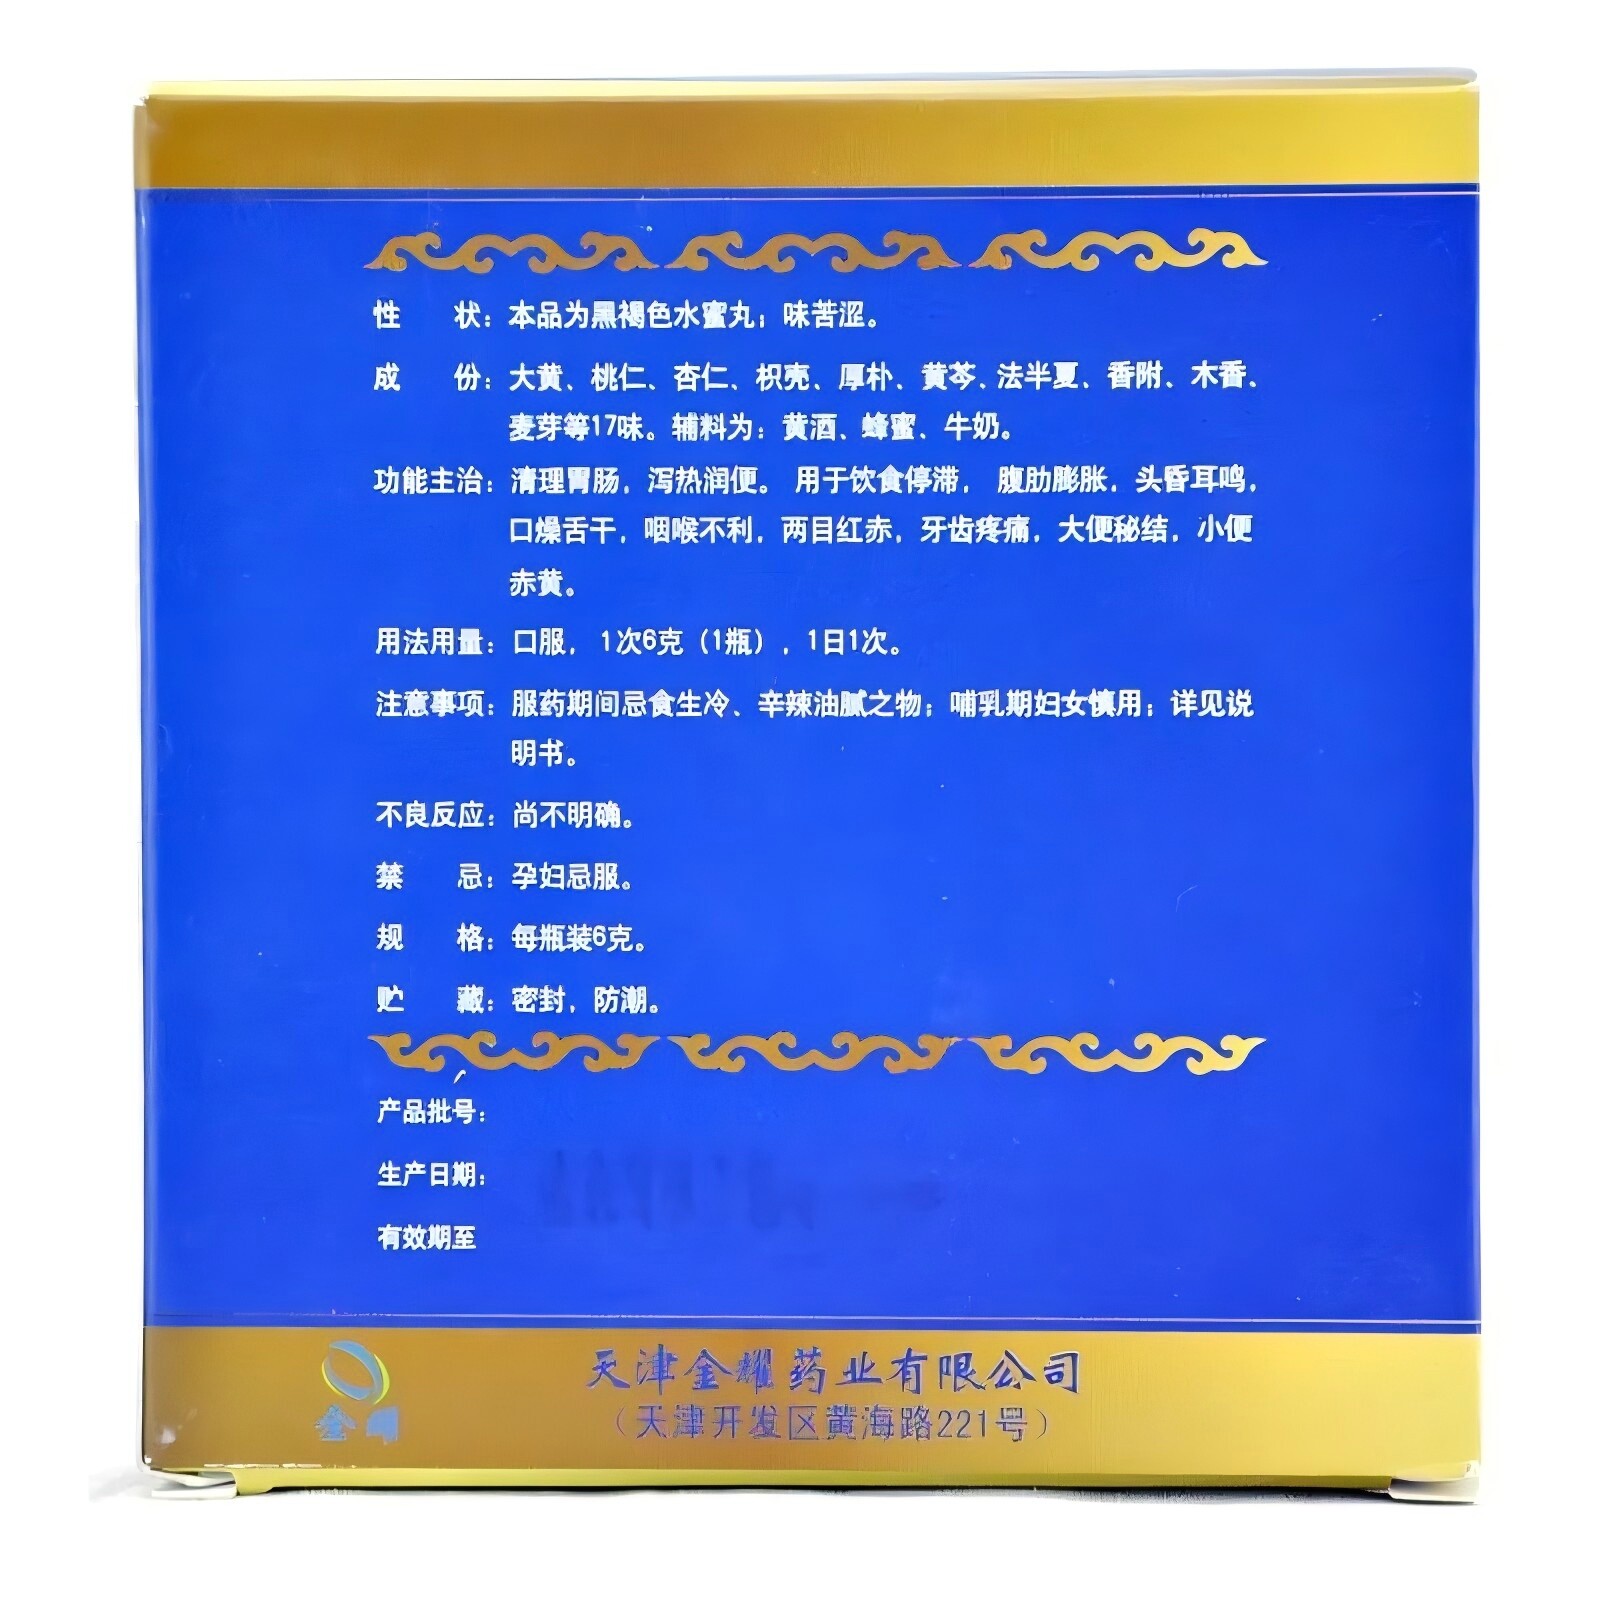 性 状：本品为黑褐色水蜜丸；味苦涩。
成 份：大黄、桃仁、杏仁、枳壳、厚朴、黄芩、法半夏、香附、木香、
麦芽等17味。辅料为：黄酒、蜂蜜、牛奶。
功能主治：清理胃肠，泻热润便。用于饮食停滞，腹肋膨胀，头昏耳鸣，
口燥舌干，咽喉不利，两目红赤，牙齿疼痛，大便秘结，小便
赤黄。
用法用量：口服，1次6克（1瓶），1日1次。
注意事项：服药期间忌食生冷、辛辣油腻之物；哺乳期妇女慎用；详见说
明书。
不良反应：尚不明确。
禁 忌：孕妇忌服。
规 格：每瓶装6克。
贮 藏：密封，防潮。
产品批号：
生产日期：
有效期至
天津金耀药业有限公司
（天津开发区黄海路221号）
金耀